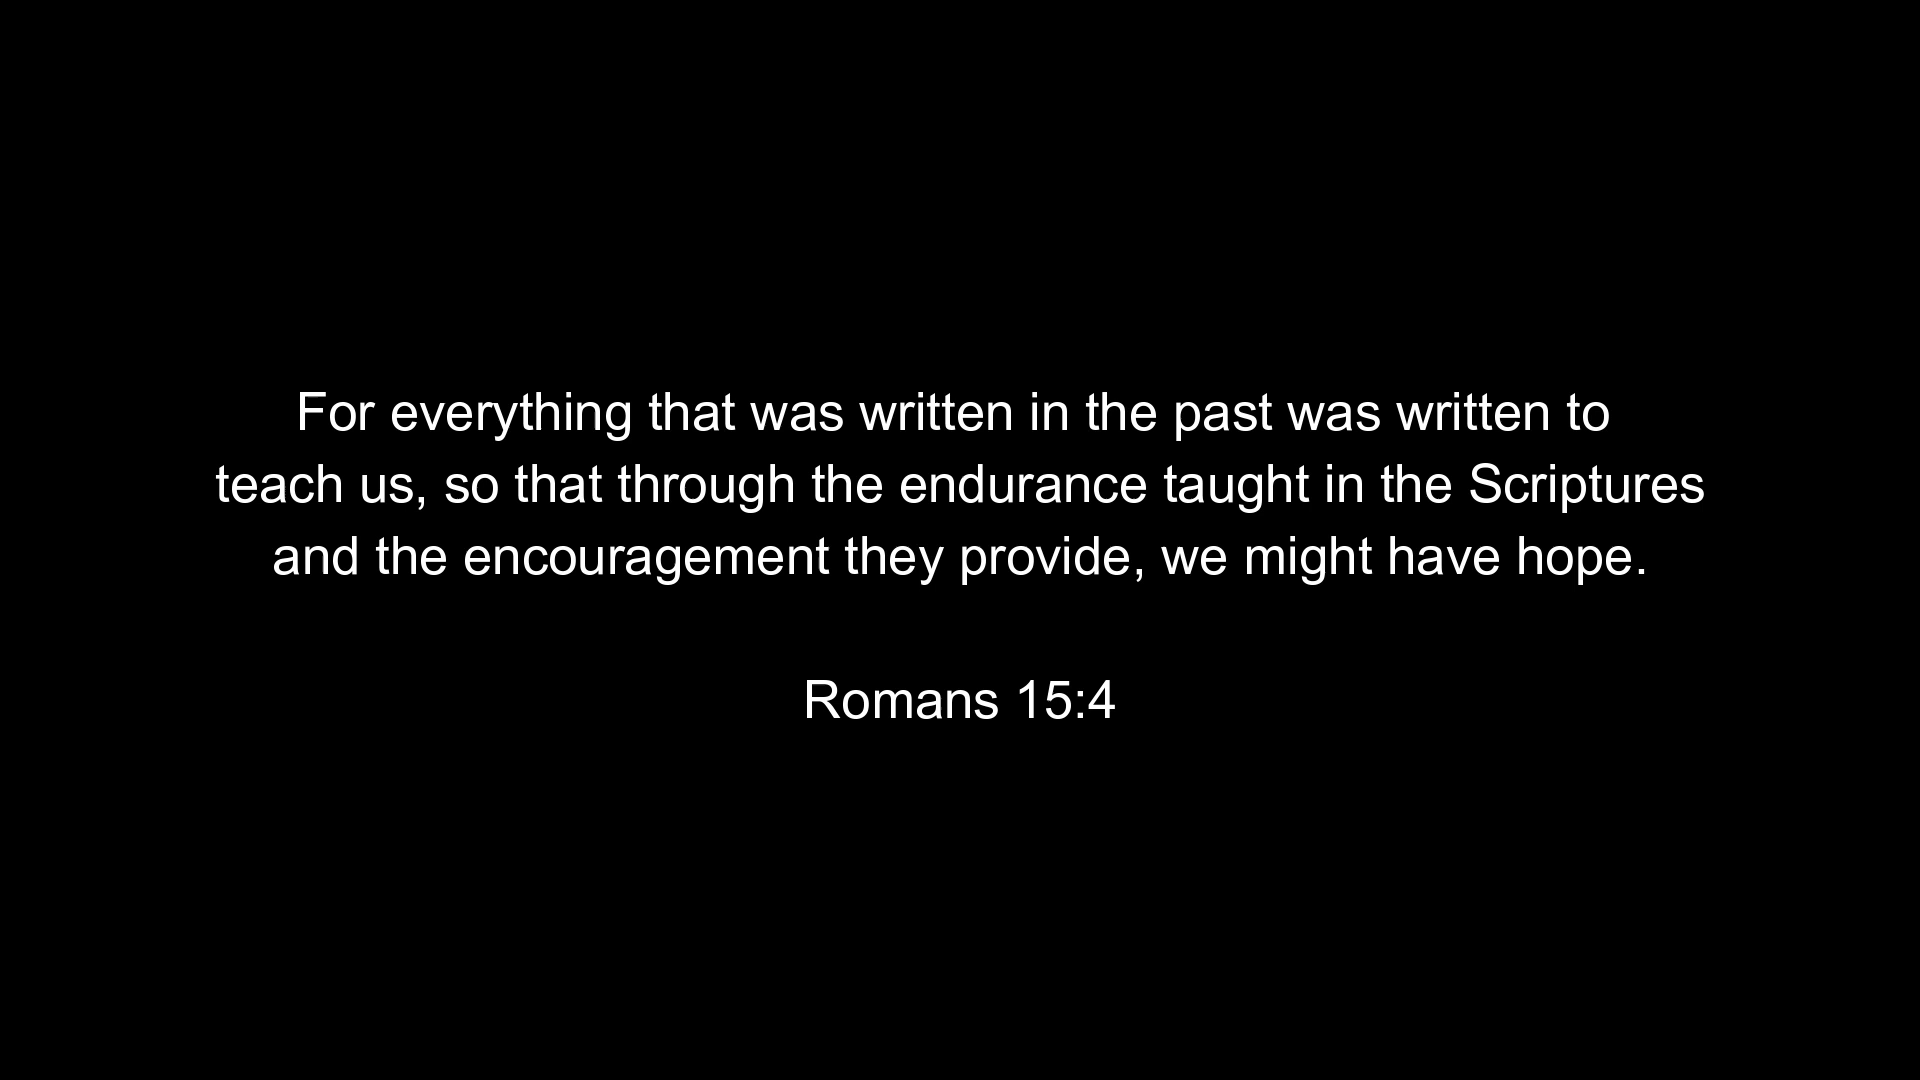 For everything that was written in the past was written to
teach us, so that through the endurance taught in the Scriptures
and the encouragement they provide, we might have hope.
Romans 15:4